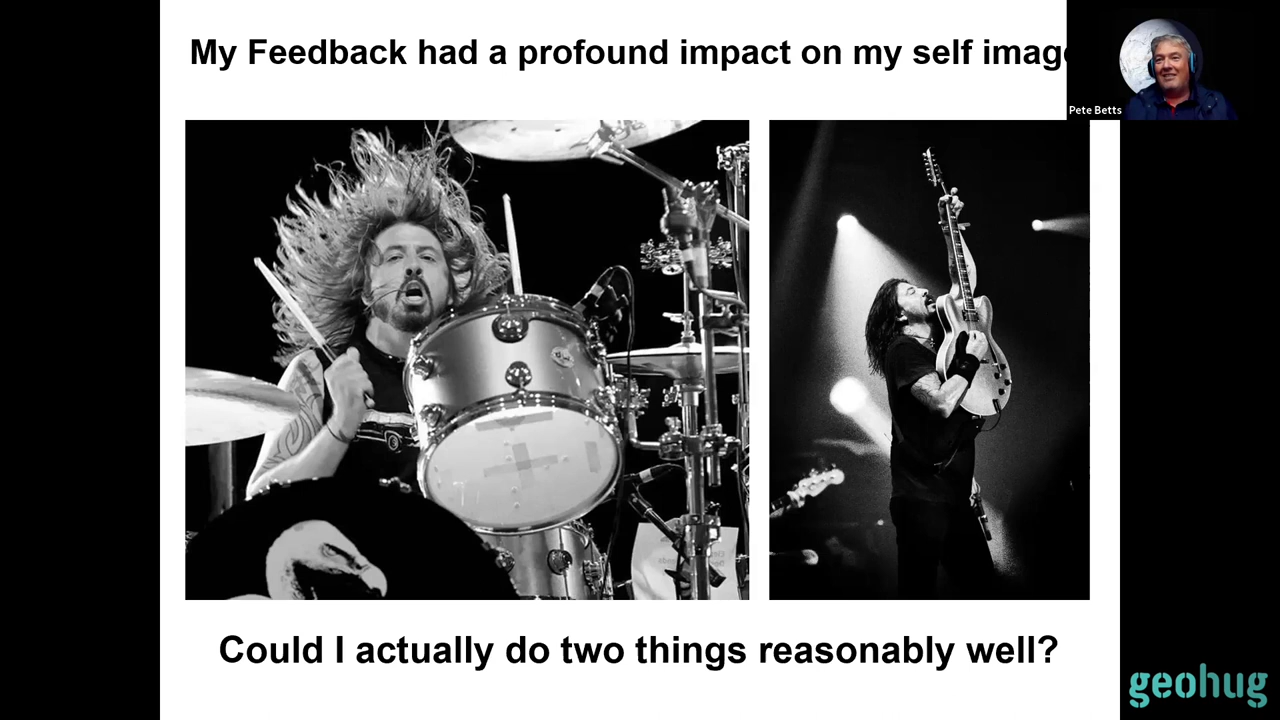 My Feedback had a profound impact on my self imag
Pete Betts
Could I actually do two things reasonably well?
geohug